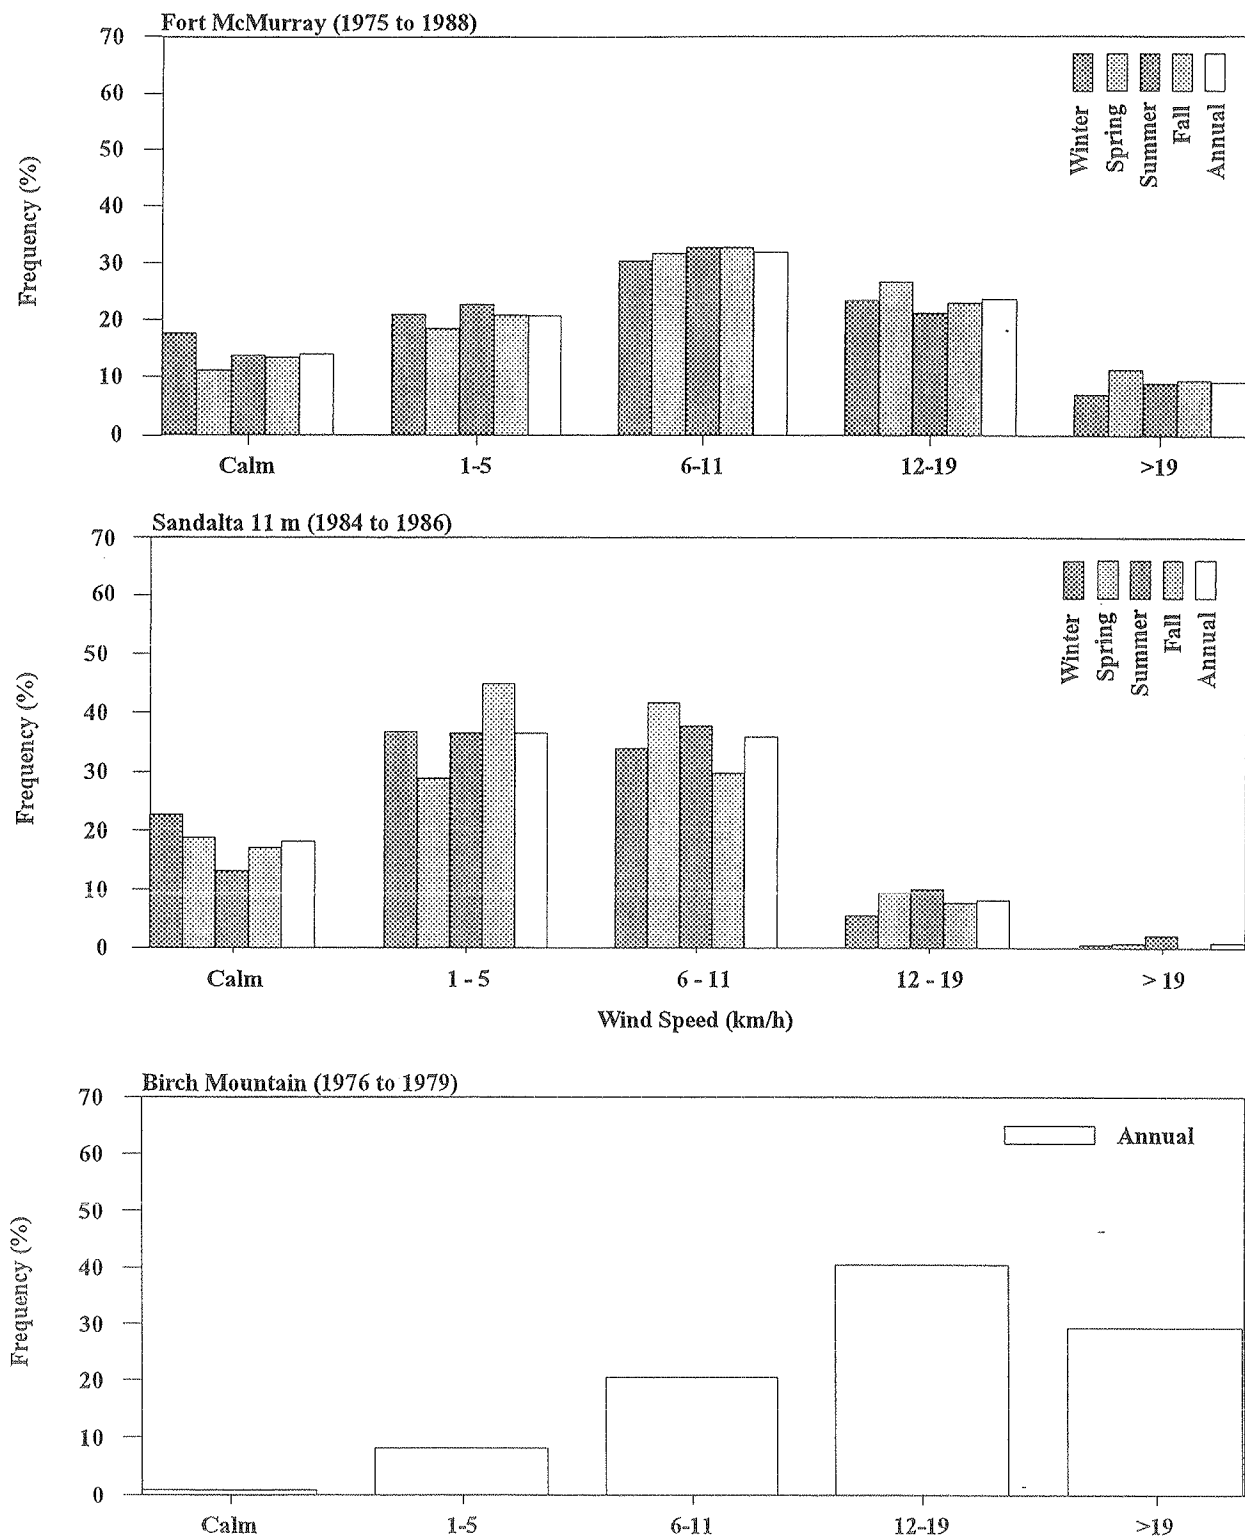 Fort McMurray (1975 to 1988)
70
60
50
40
30
20
10
0
Frequency (%)
Winter
Spring
Summer
Fall
Annual
Calm 1-5 6-11 12-19 >19
Sandalta 11 m (1984 to 1986)
70
60
50
40
30
20
10
0
Frequency (%)
Winter
Spring
Summer
Fall
Annual
Calm 1 - 5 6 - 11 12 - 19 > 19
Wind Speed (km/h)
Birch Mountain (1976 to 1979)
70
60
50
40
30
20
10
0
Frequency (%)
Annual
Calm 1-5 6-11 12-19 >19